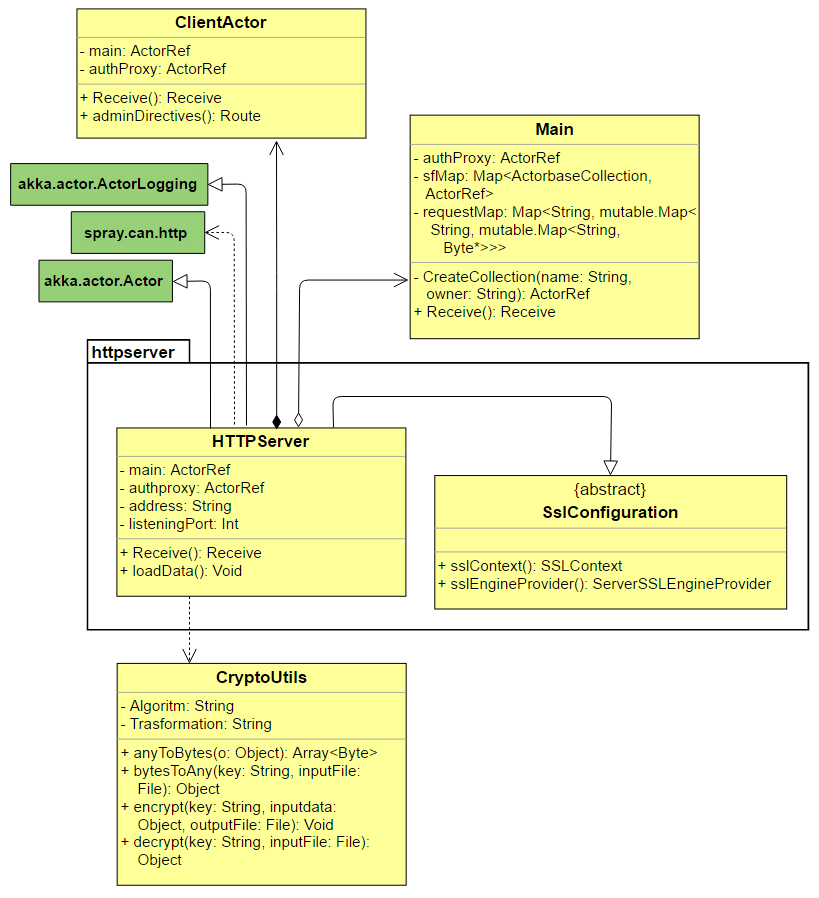 ClientActor
- main: ActorRef
- authProxy: ActorRef
+ Receive(): Receive
+ adminDirectives(): Route
Main
- authProxy: ActorRef
- sfMap: Map<ActorbaseCollection,
ActorRef>
- requestMap: Map<String, mutable.Map<
String, mutable.Map<String,
Byte*>>>
- CreateCollection(name: String,
owner: String): ActorRef
+ Receive(): Receive
akka.actor.ActorLogging
spray.can.http
akka.actor.Actor
httpserver
HTTPServer
- main: ActorRef
- authproxy: ActorRef
- address: String
- listeningPort: Int
+ Receive(): Receive
+ loadData(): Void
{abstract}
SslConfiguration
+ sslContext(): SSLContext
+ sslEngineProvider(): ServerSSLEngineProvider
CryptoUtils
- Algoritm: String
- Trasformation: String
+ anyToBytes(o: Object): Array<Byte>
+ bytesToAny(key: String, inputFile:
File): Object
+ encrypt(key: String, inputdata:
Object, outputFile: File): Void
+ decrypt(key: String, inputFile: File):
Object